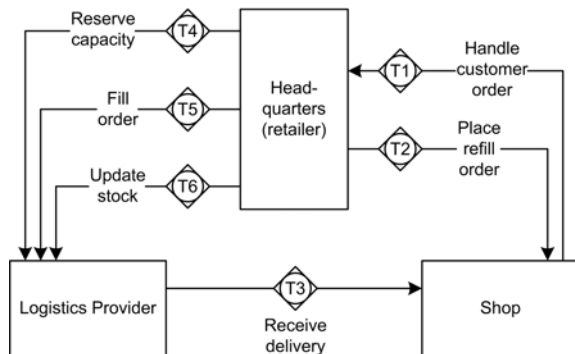 Reserve
capacity
T4
Fill
order
T5
Update
stock
T6
Head-
quarters
(retailer)
T1
Handle
customer
order
T2
Place
refill
order
Logistics Provider
T3
Receive
delivery
Shop